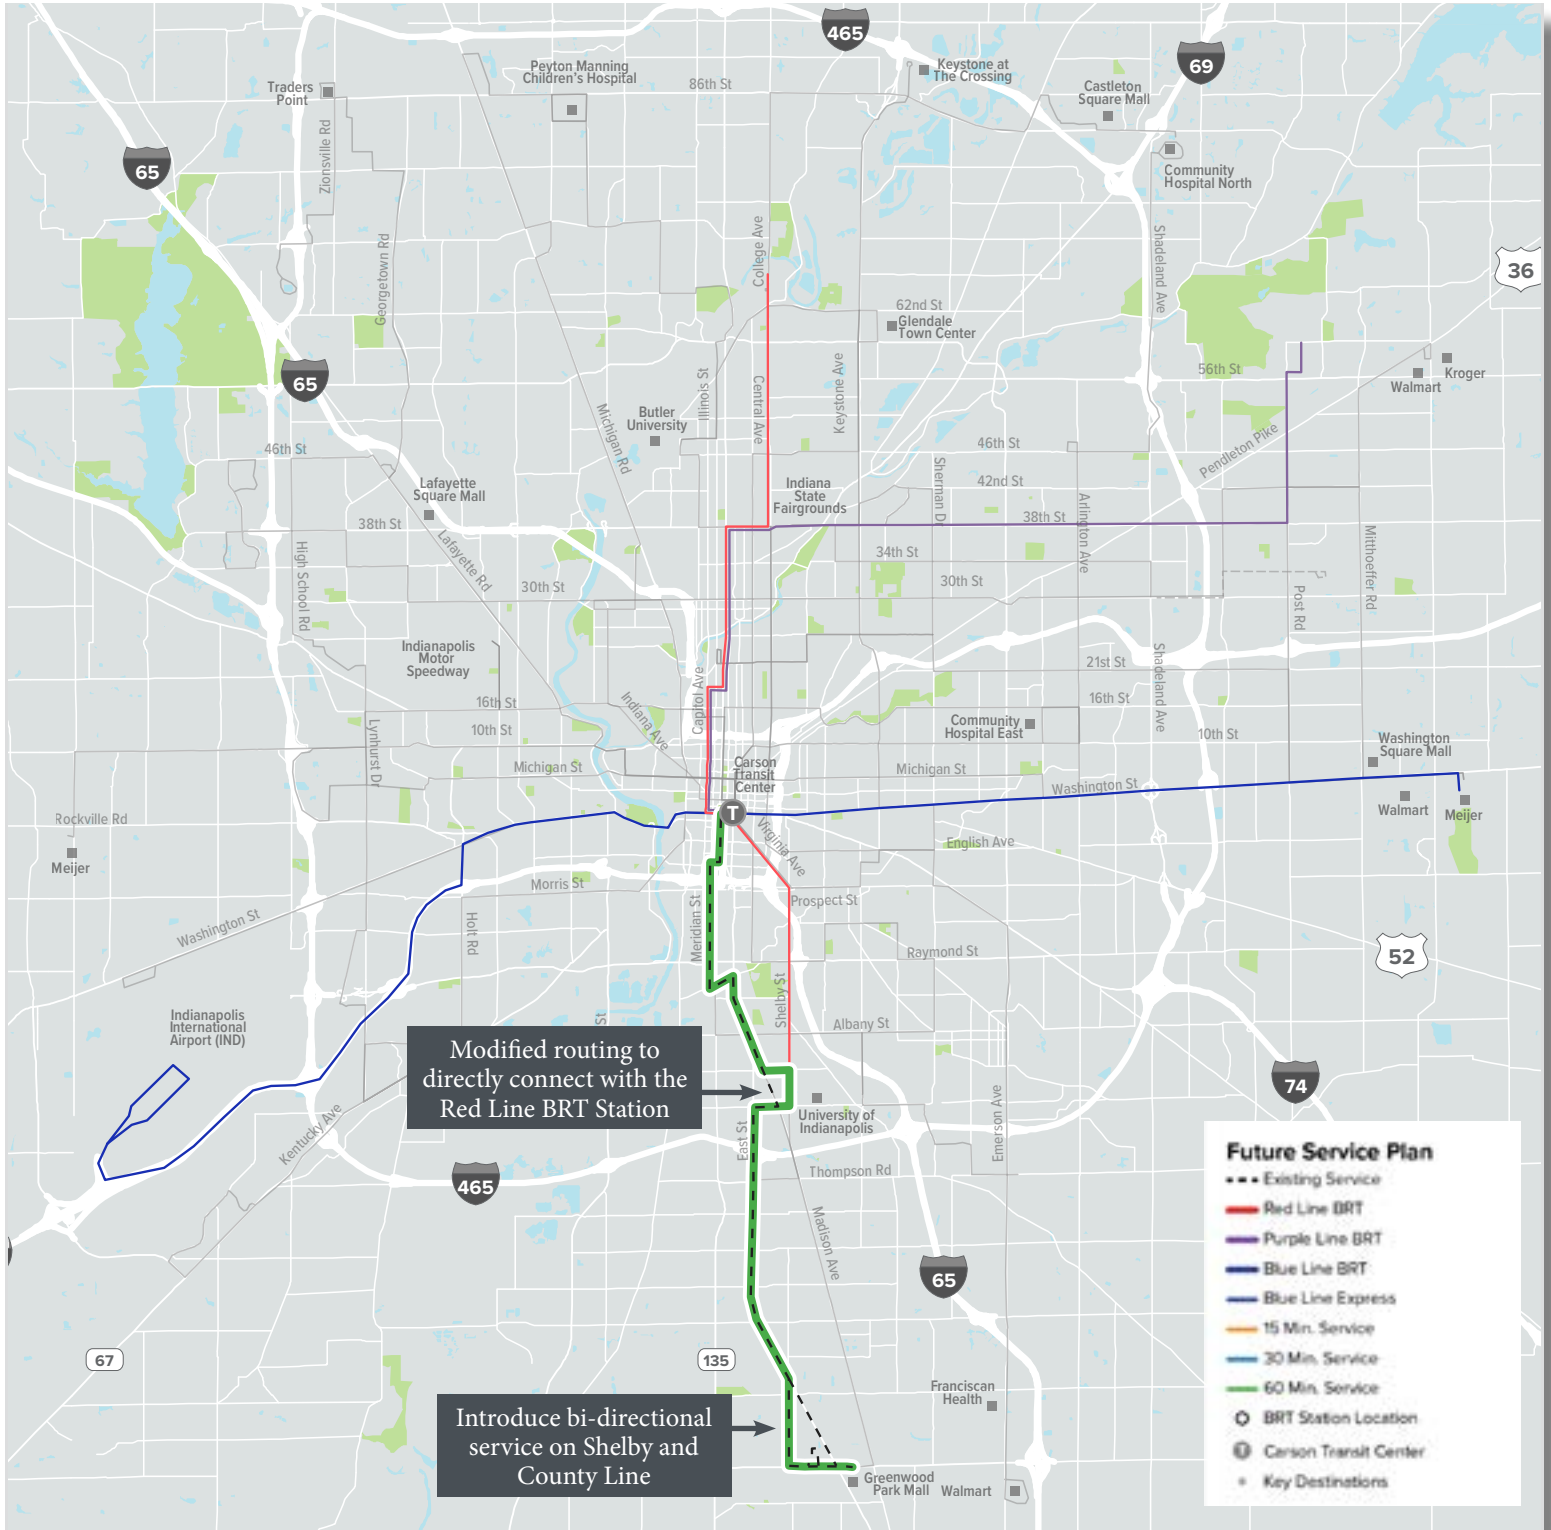 465
69
Keystone at
The Crossing
Peyton Manning
Children's Hospital
86th St
Castleton
Square Mall
Traders
Point
Zionsville Rd
65
Community
Hospital North
College Ave
Shadeland Ave
36
Georgetown Rd
62nd St
Glendale
Town Center
65
Illinois St
Central Ave
Keystone Ave
56th St
Kroger
Walmart
Michigan Rd
Butler
University
46th St
46th St
Pendleton Pike
Lafayette
Square Mall
Indiana
State
Fairgrounds
Sherman Dr
42nd St
Arlington Ave
38th St
38th St
Lafayette Rd
High School Rd
34th St
30th St
30th St
Mitthoeffer Rd
Post Rd
Indianapolis
Motor
Speedway
21st St
Shadeland Ave
16th St
16th St
Capitol Ave
Indiana Ave
Lynhurst Dr
10th St
Community
Hospital East
10th St
Washington
Square Mall
Michigan St
Carson
Transit
Center
Michigan St
Washington St
Walmart
Meijer
Rockville Rd
T
Virginia Ave
English Ave
Meijer
Morris St
Prospect St
Washington St
Holt Rd
Meridian St
Raymond St
52
Shelby St
Indianapolis
International
Airport (IND)
St
Albany St
Modified routing to
directly connect with the
Red Line BRT Station
74
University of
Indianapolis
Emerson Ave
Kentucky Ave
East St
465
Thompson Rd
Madison Ave
65
67
135
Franciscan
Health
Introduce bi-directional
service on Shelby and
County Line
Greenwood
Park Mall
Walmart
Future Service Plan
Existing Service
Red Line BRT
Purple Line BRT
Blue Line BRT
Blue Line Express
15 Min. Service
30 Min. Service
60 Min. Service
BRT Station Location
T
Carson Transit Center
Key Destinations